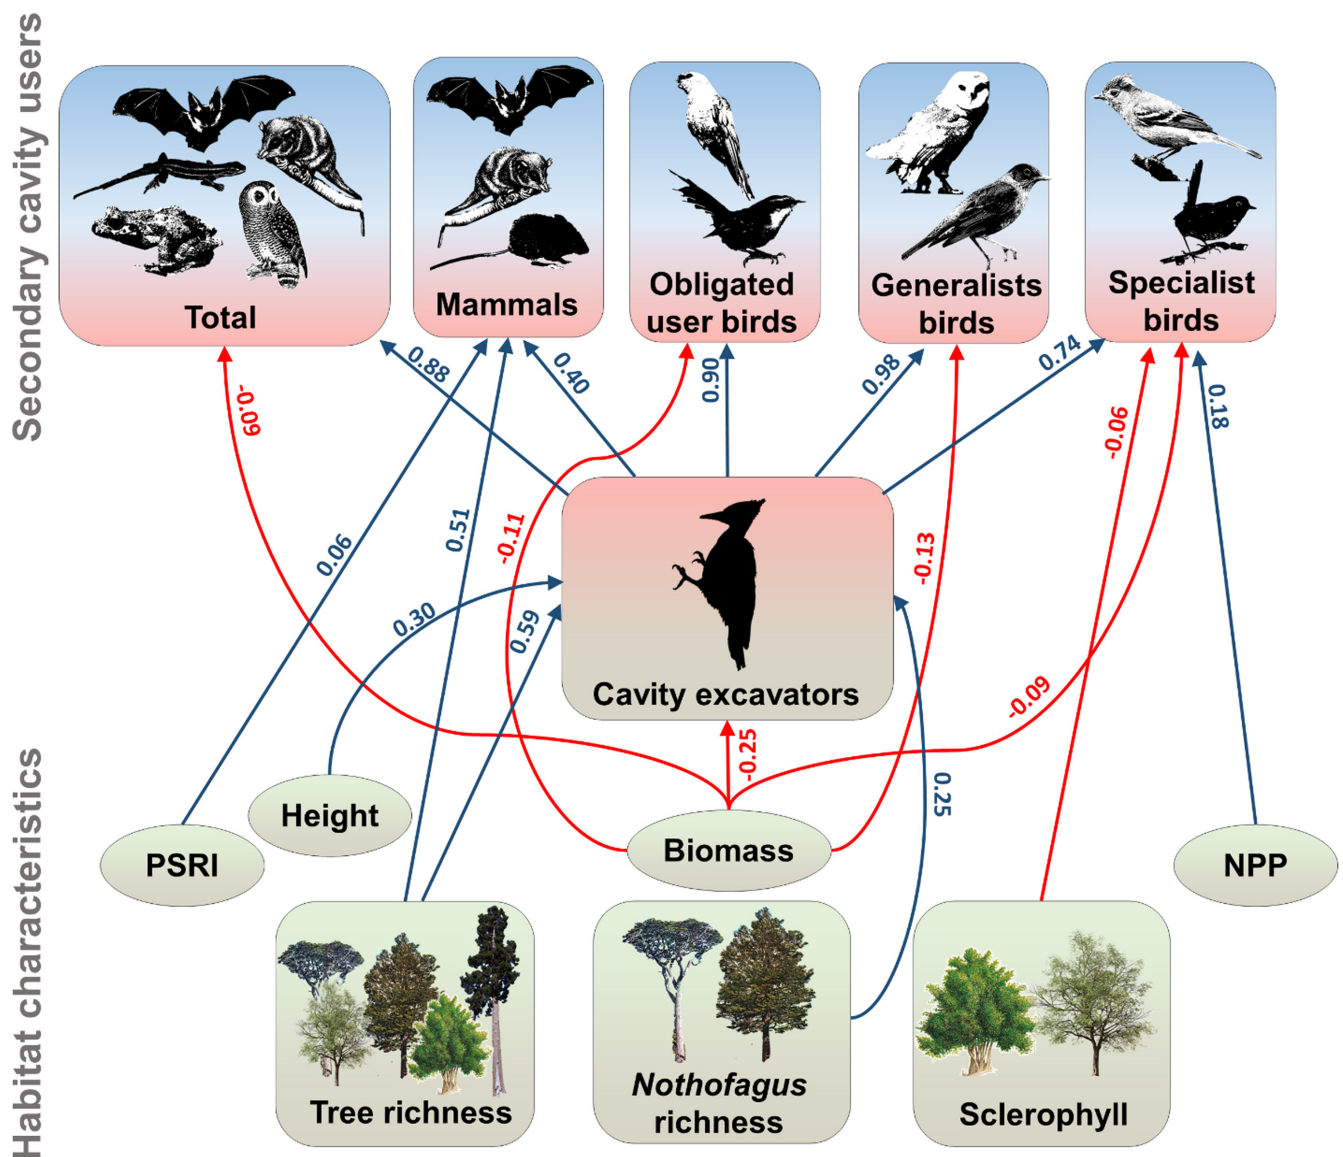 Secondary cavity users
Total
Mammals
Obligated
user birds
Generalists
birds
Specialist
birds
-0.09
0.88
0.40
0.90
0.98
0.74
-0.06
0.18
0.06
0.51
-0.11
-0.13
0.30
0.59
Cavity excavators
-0.09
-0.25
0.25
Habitat characteristics
PSRI
Height
Biomass
NPP
Tree richness
Nothofagus
richness
Sclerophyll